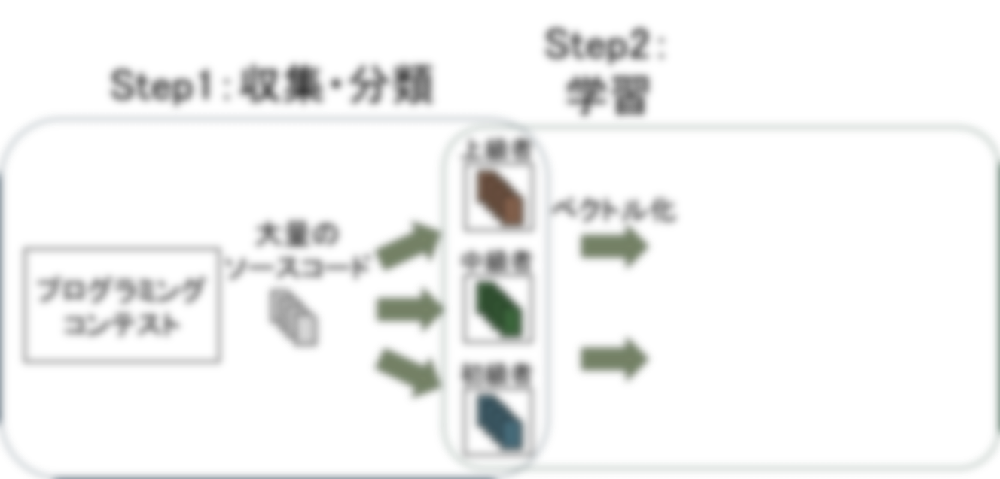 Step1:収集・分類
Step2:
学習
プログラミング
コンテスト
大量の
ソースコード
上級者
中級者
初級者
ベクトル化